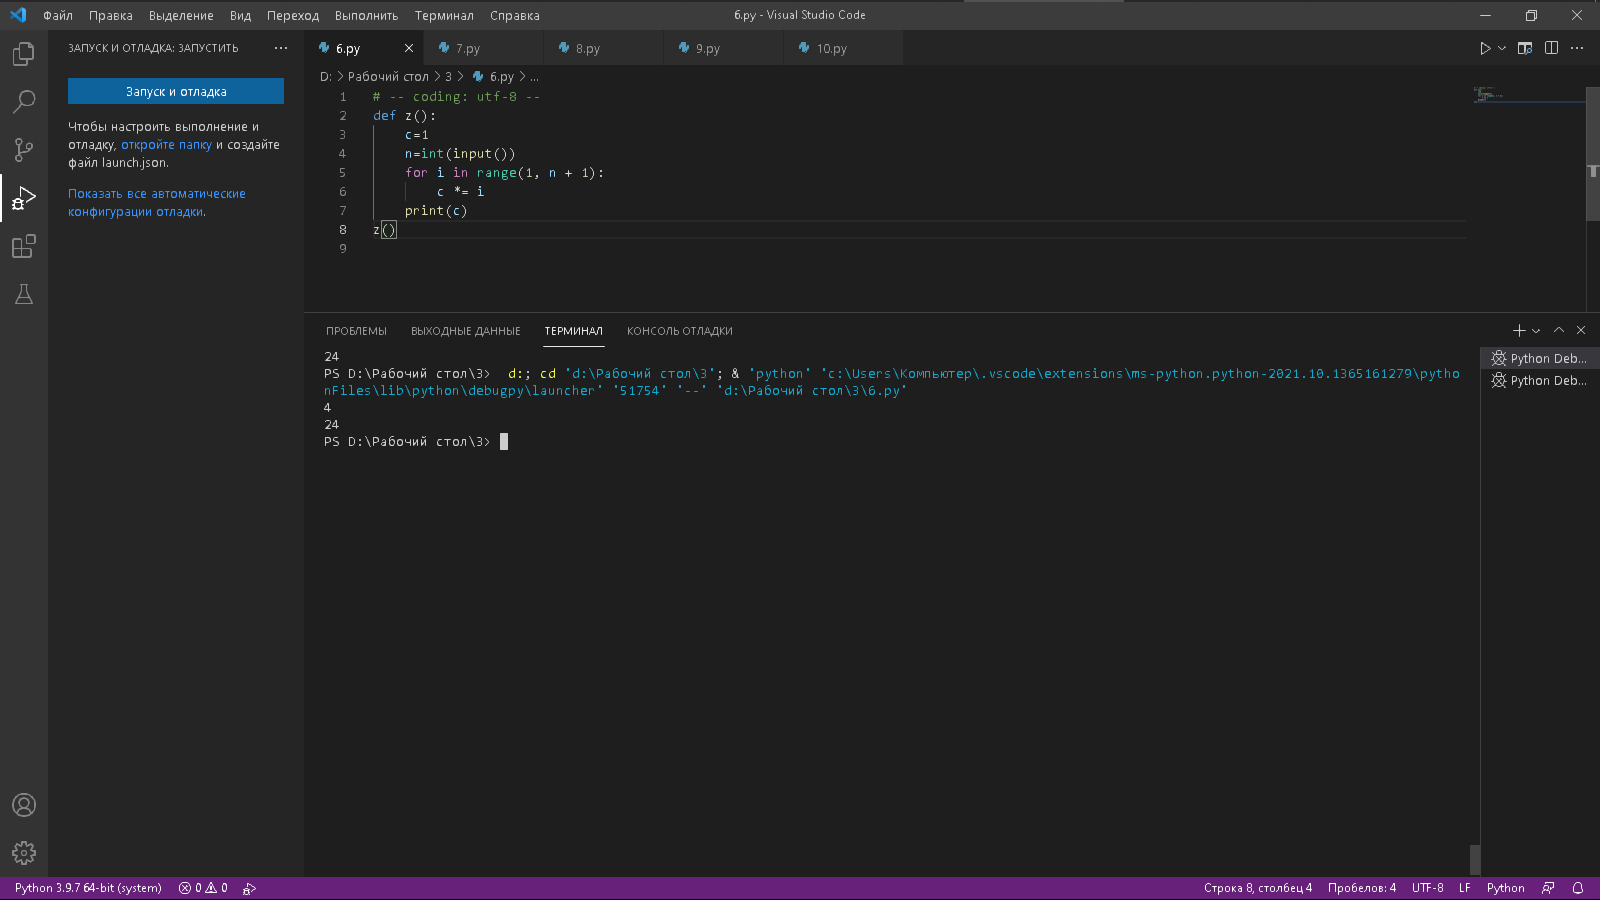 Файл Правка Выделение Вид Переход Выполнить Терминал Справка
6.py - Visual Studio Code
ЗАПУСК И ОТЛАДКА: ЗАПУСТИТЬ
Запуск и отладка
Чтобы настроить выполнение и
отладку, откройте папку и создайте
файл launch.json.
Показать все автоматические
конфигурации отладки.
6.py 7.py 8.py 9.py 10.py
D: > Рабочий стол > 3 > 6.py > ...
1 # -- coding: utf-8 --
2 def z():
3 c=1
4 n=int(input())
5 for i in range(1, n + 1):
6 c *= i
7 print(c)
8 z()
9
ПРОБЛЕМЫ ВЫХОДНЫЕ ДАННЫЕ ТЕРМИНАЛ КОНСОЛЬ ОТЛАДКИ
24
PS D:\Рабочий стол\3>  d:; cd 'd:\Рабочий стол\3'; & 'python' 'c:\Users\Компьютер\.vscode\extensions\ms-python.python-2021.10.1365161279\pytho
nFiles\lib\python\debugpy\launcher' '51754' '--' 'd:\Рабочий стол\3\6.py'
4
24
PS D:\Рабочий стол\3>
Python Deb...
Python Deb...
Python 3.9.7 64-bit (system) 0 0
Строка 8, столбец 4 Пробелов: 4 UTF-8 LF Python